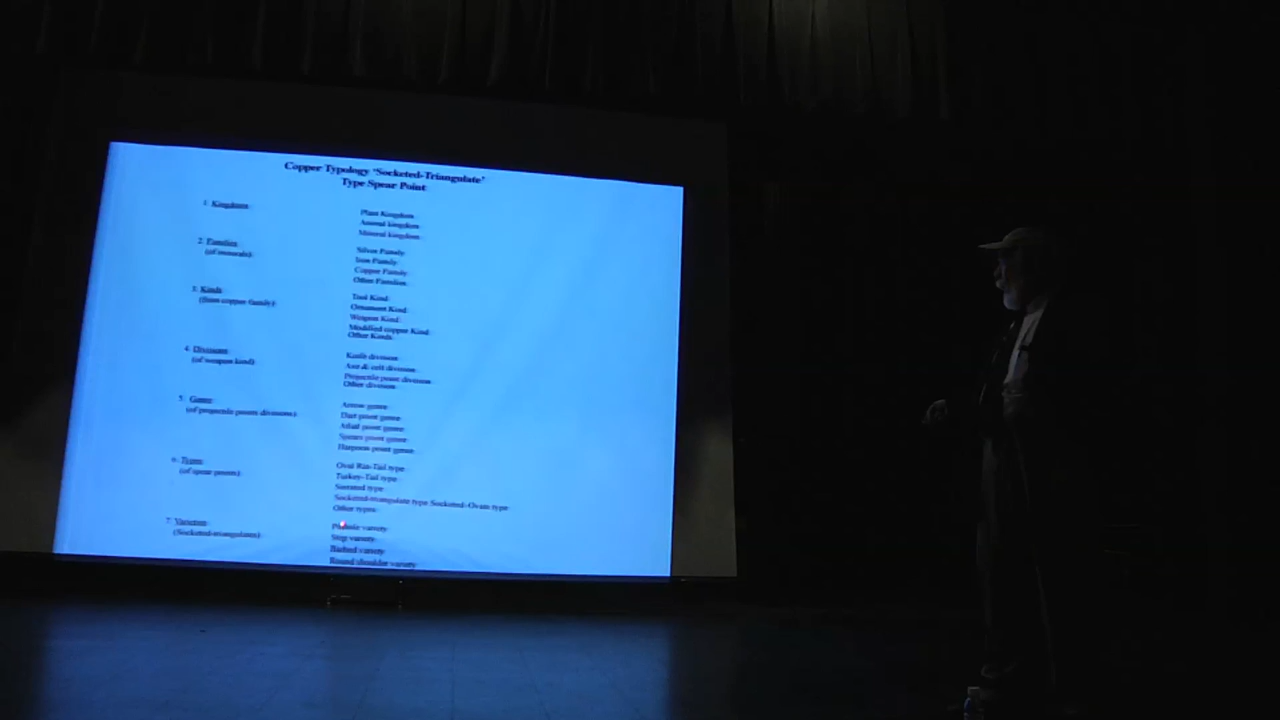 Copper Typology 'Socketed-Triangulate'
Type Spear Point
1. Kingdoms
Plant Kingdom
Animal kingdom
Mineral kingdom
2. Families
(of minerals)
Silver Family
Iron Family
Copper Family
Other Families
3. Kinds
(from copper family)
Tool Kind
Ornament Kind
Weapon Kind
Modified copper Kind
Other Kinds
4. Divisions
(of weapon kind)
Knife division
Axe & celt division
Projectile point division
Other division
5. Genre
(of projectile points divisions)
Arrow genre
Dart point genre
Atlatl point genre
Spears point genre
Harpoon point genre
6. Types
(of spear points)
Oval Rat-Tail type
Turkey-Tail type
Serrated type
Socketed-triangulate type Socketed-Ovate type
Other types
7. Varieties
(Socketed-triangulates)
variety
Step variety
Barbed variety
Round shoulder variety